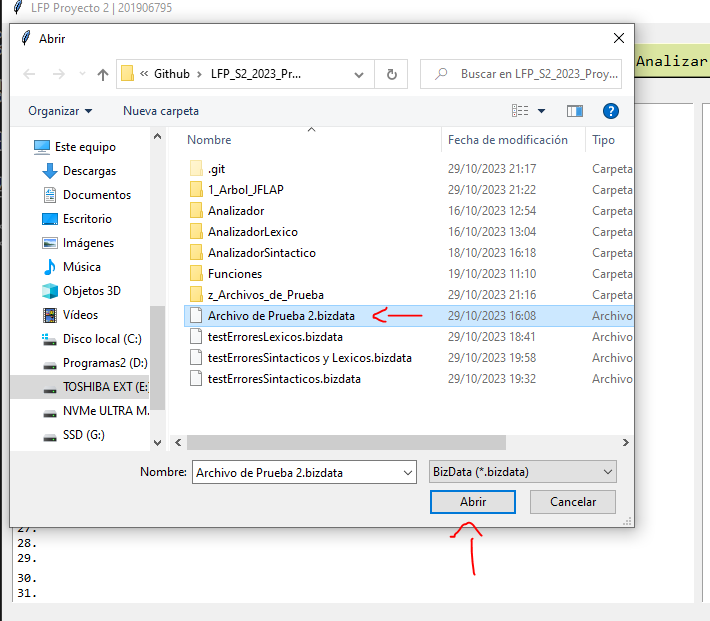 LFP Proyecto 2 | 201906795
Abrir
« Github › LFP_S2_2023_Pr...
Buscar en LFP_S2_2023_Proy...
Analizar
Organizar
Nueva carpeta
?
Nombre
Fecha de modificación
Tipo
Este equipo
Descargas
Documentos
Escritorio
Imágenes
Música
Objetos 3D
Vídeos
Disco local (C:)
Programas2 (D:)
TOSHIBA EXT (E:
NVMe ULTRA M.
SSD (G:)
.git 29/10/2023 21:17 Carpeta
1_Arbol_JFLAP 29/10/2023 21:22 Carpeta
Analizador 16/10/2023 12:54 Carpeta
AnalizadorLexico 16/10/2023 13:04 Carpeta
AnalizadorSintactico 18/10/2023 16:18 Carpeta
Funciones 19/10/2023 11:10 Carpeta
z_Archivos_de_Prueba 29/10/2023 21:16 Carpeta
Archivo de Prueba 2.bizdata 29/10/2023 16:08 Archivo
testErroresLexicos.bizdata 29/10/2023 18:41 Archivo
testErroresSintacticos y Lexicos.bizdata 29/10/2023 19:58 Archivo
testErroresSintacticos.bizdata 29/10/2023 19:32 Archivo
Nombre: Archivo de Prueba 2.bizdata
BizData (*.bizdata)
Abrir
Cancelar
27.
28.
29.
30.
31.